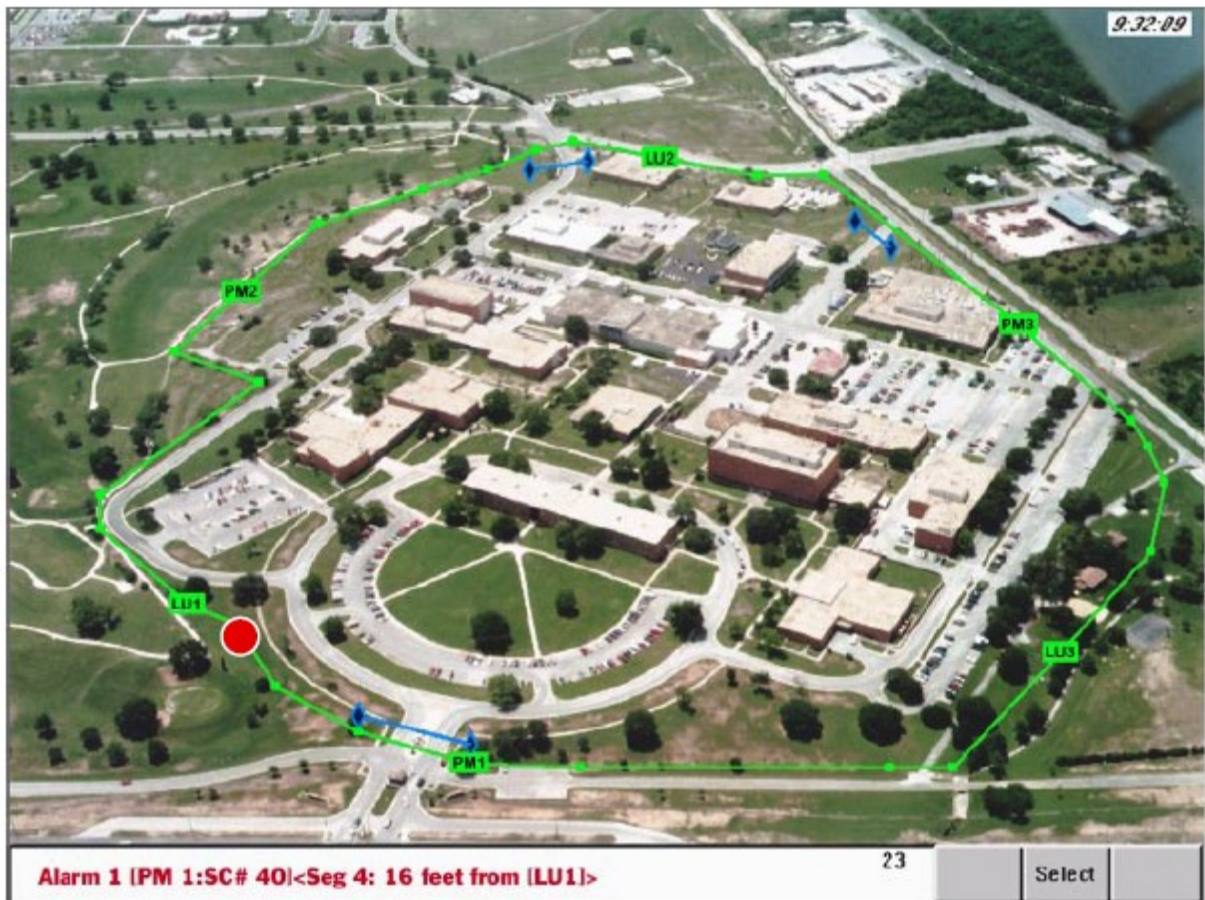 9:32:09
LU2
PM2
PM3
LU1
LU3
PM1
Alarm 1 [PM 1:SC# 40]<Seg 4: 16 feet from [LU1]>
23
Select